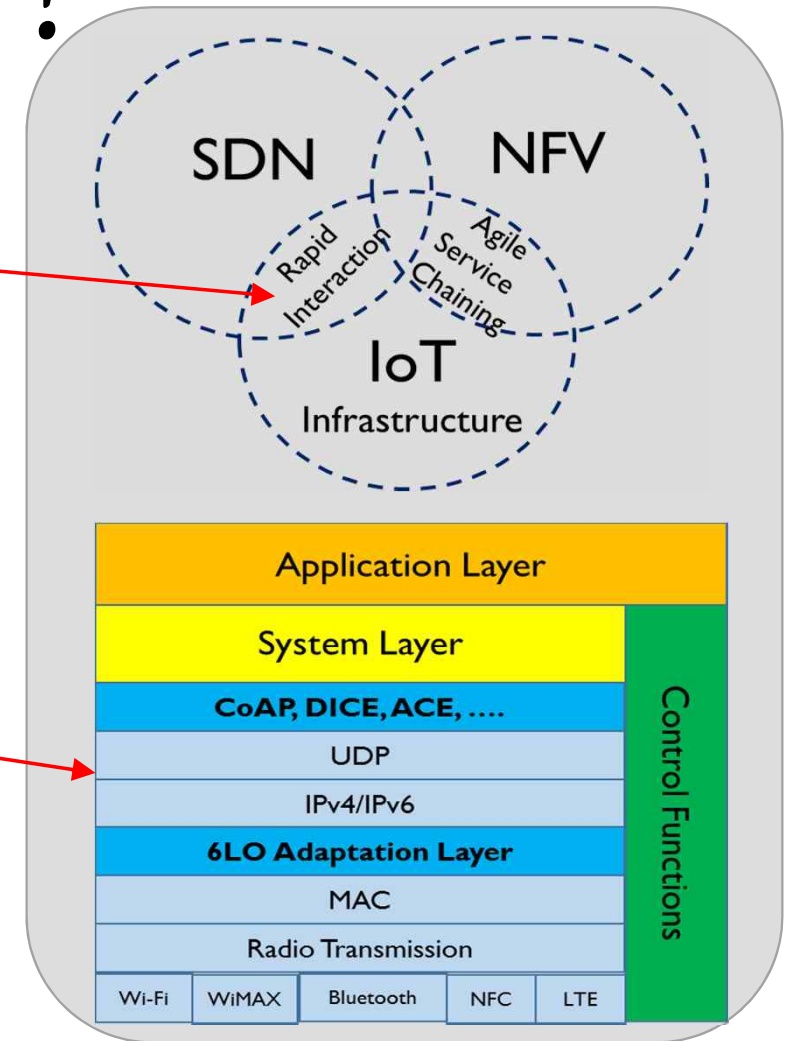 SDN
NFV
Rapid
Interaction
Agile
Service
Chaining
IoT
Infrastructure
Application Layer
System Layer
CoAP, DICE, ACE, ....
UDP
IPv4/IPv6
6LO Adaptation Layer
MAC
Radio Transmission
Wi-Fi WiMAX Bluetooth NFC LTE
Control Functions